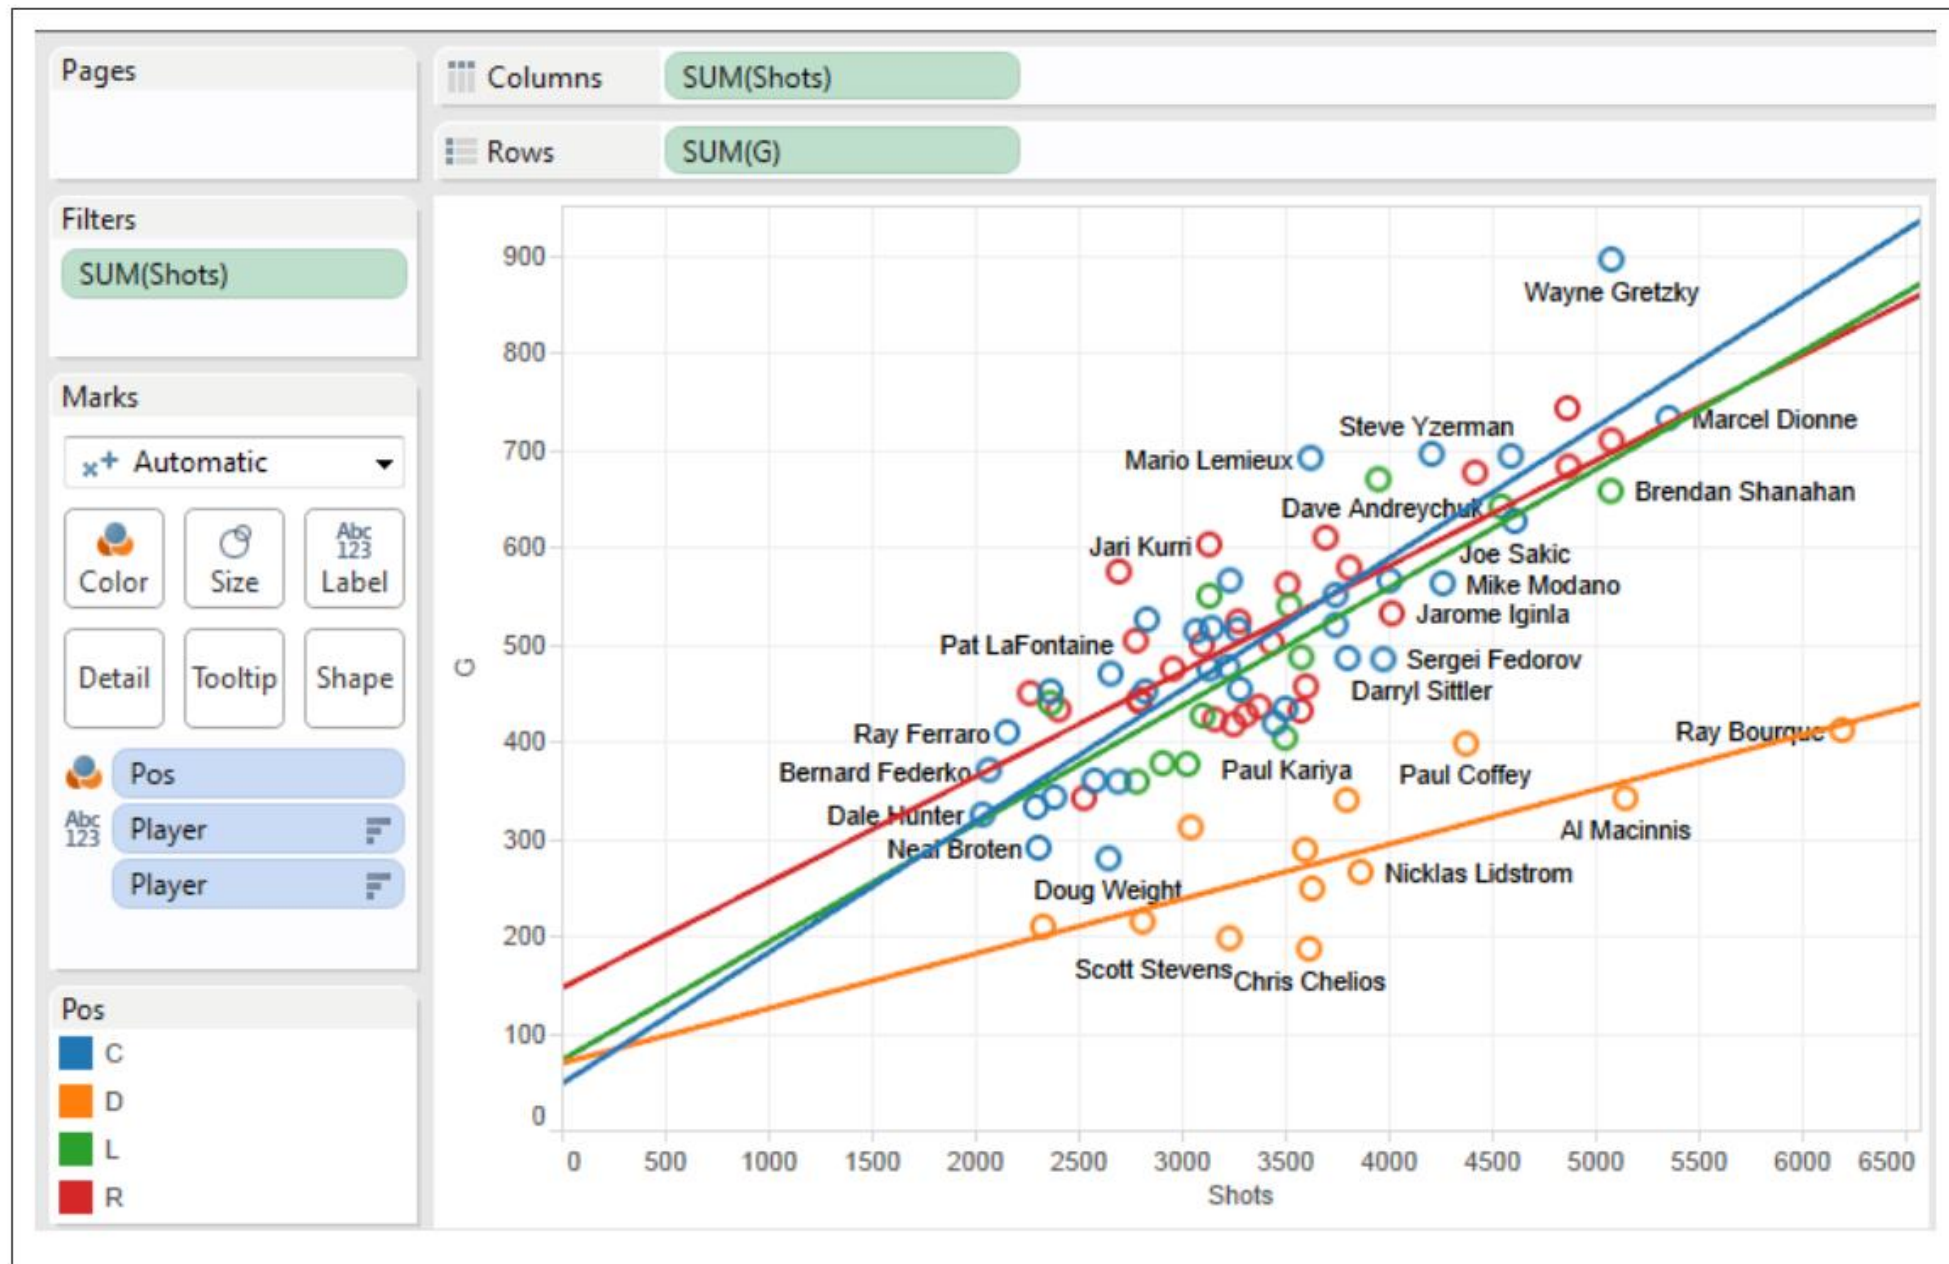 Pages
Columns
SUM(Shots)
Rows
SUM(G)
Filters
SUM(Shots)
Marks
Automatic
Color
Size
Abc
123
Label
Detail
Tooltip
Shape
Pos
Abc
123
Player
Player
Pos
C
D
L
R
900
800
700
600
500
400
300
200
100
0
G
Wayne Gretzky
Marcel Dionne
Steve Yzerman
Mario Lemieux
Brendan Shanahan
Dave Andreychuk
Jari Kurri
Joe Sakic
Mike Modano
Jarome Iginla
Pat LaFontaine
Sergei Fedorov
Darryl Sittler
Ray Ferraro
Ray Bourque
Bernard Federko
Paul Kariya
Paul Coffey
Dale Hunter
Al Macinnis
Neal Broten
Nicklas Lidstrom
Doug Weight
Scott Stevens
Chris Chelios
0 500 1000 1500 2000 2500 3000 3500 4000 4500 5000 5500 6000 6500
Shots